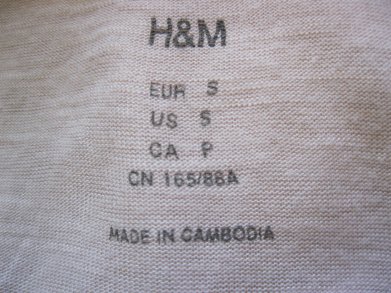 H&M
EUR S
US S
CA P
CN 165/88A
MADE IN CAMBODIA